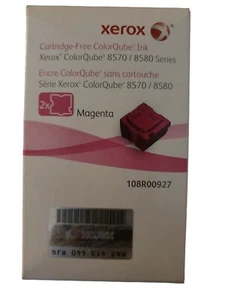 xerox
Cartridge-Free ColorQube® Ink
Xerox® ColorQube® 8570 / 8580 Series
Encre ColorQube® sans cartouche
Série Xerox® ColorQube® 8570 / 8580
2x
Magenta
108R00927